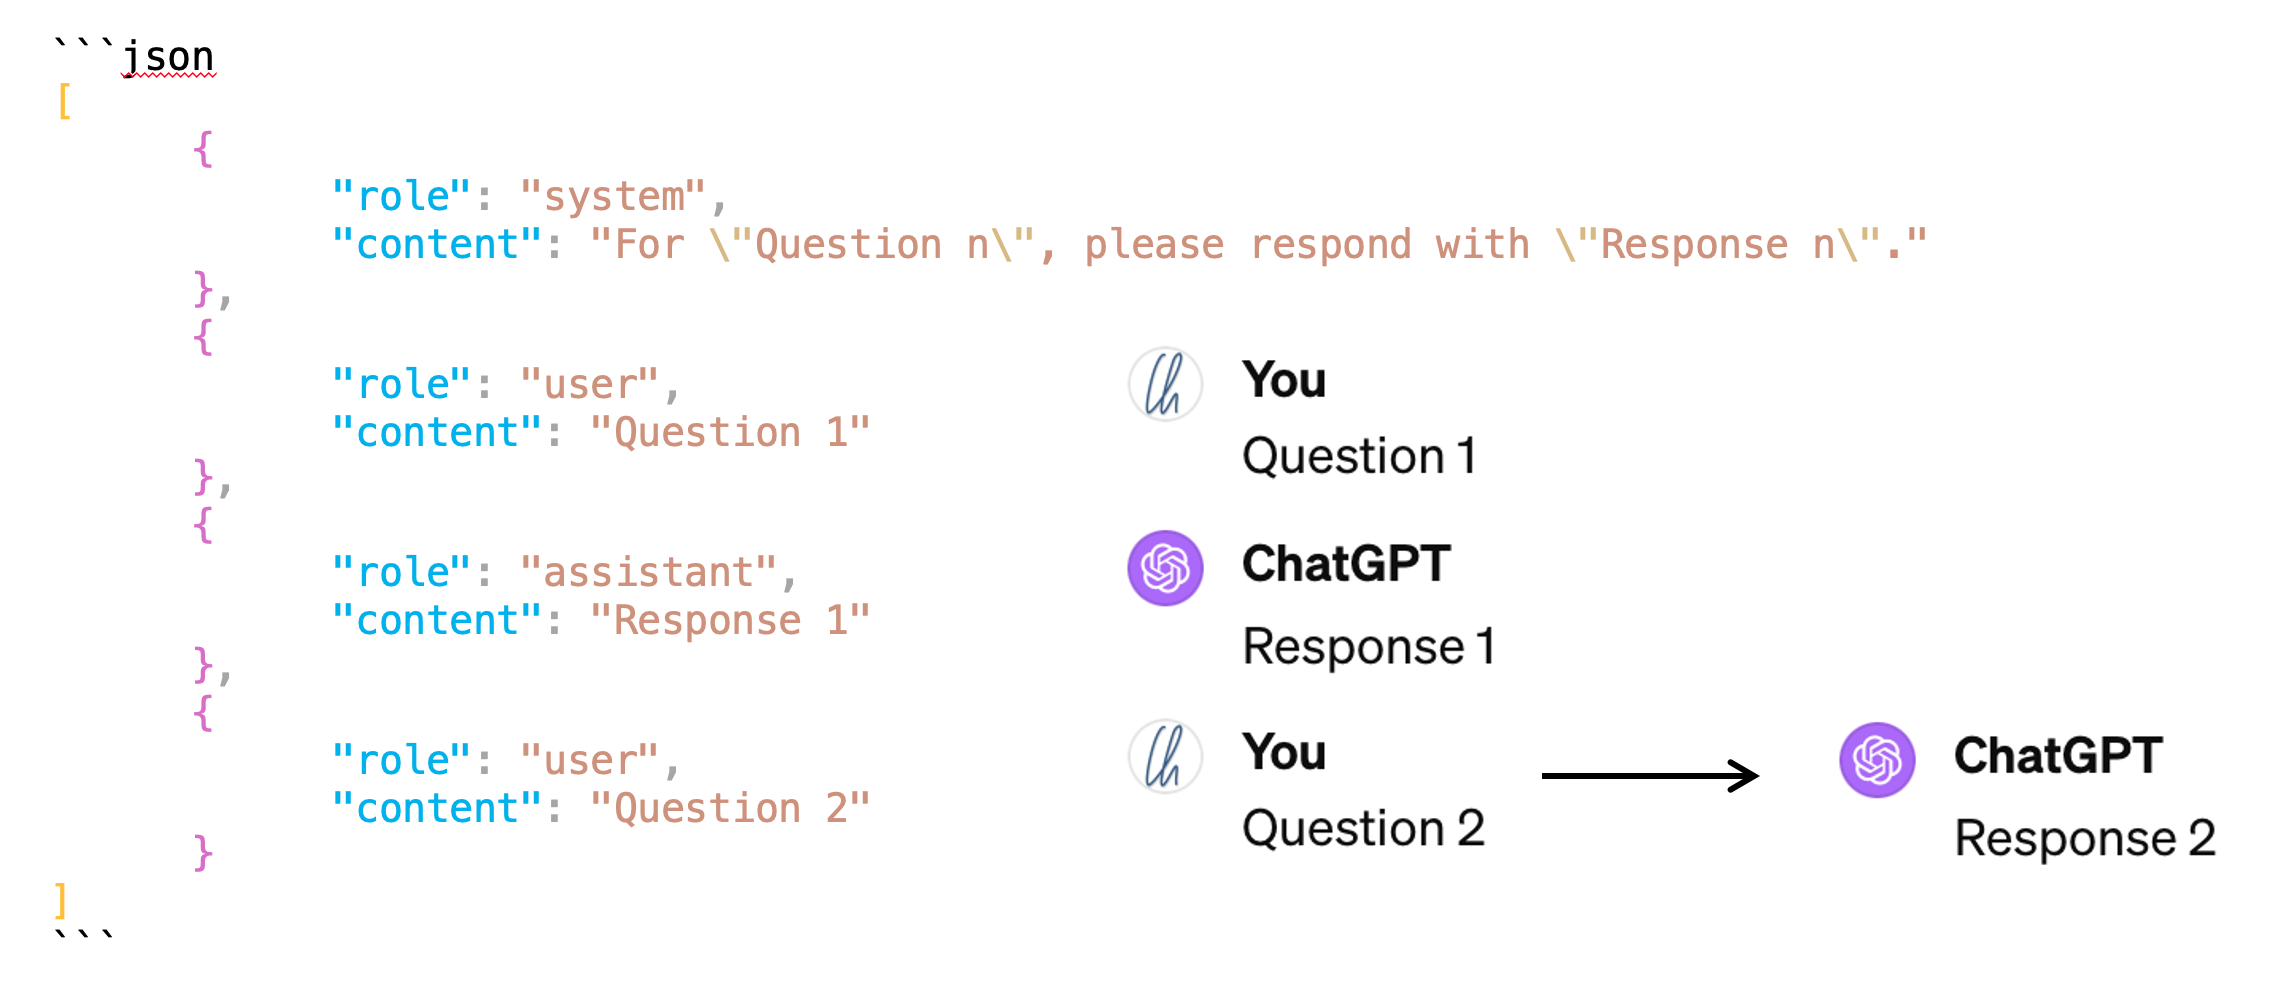 ```json
[
{
"role": "system",
"content": "For \"Question n\", please respond with \"Response n\"."
},
{
"role": "user",
"content": "Question 1"
},
{
"role": "assistant",
"content": "Response 1"
},
{
"role": "user",
"content": "Question 2"
}
]
```
You
Question 1
ChatGPT
Response 1
You
Question 2
ChatGPT
Response 2